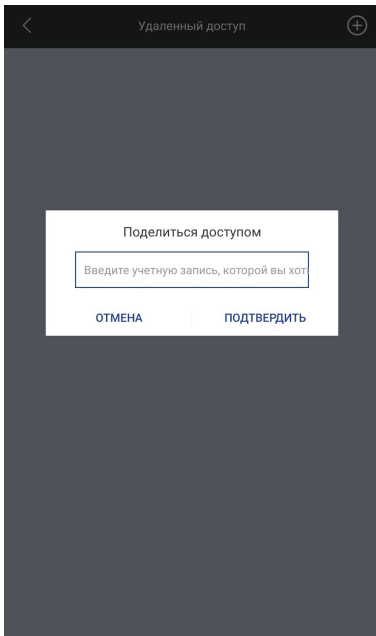 Удаленный доступ
Поделиться доступом
Введите учетную запись, которой вы хот
ОТМЕНА ПОДТВЕРДИТЬ